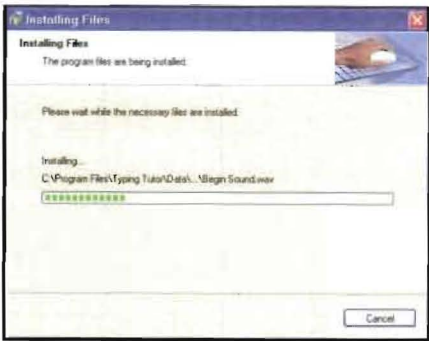 Installing Files
Installing Files
The program files are being installed.
Please wait while the necessary files are installed.
Installing...
C:\Program Files\Typing Tutor\Data\...\Begin Sound.wav
Cancel